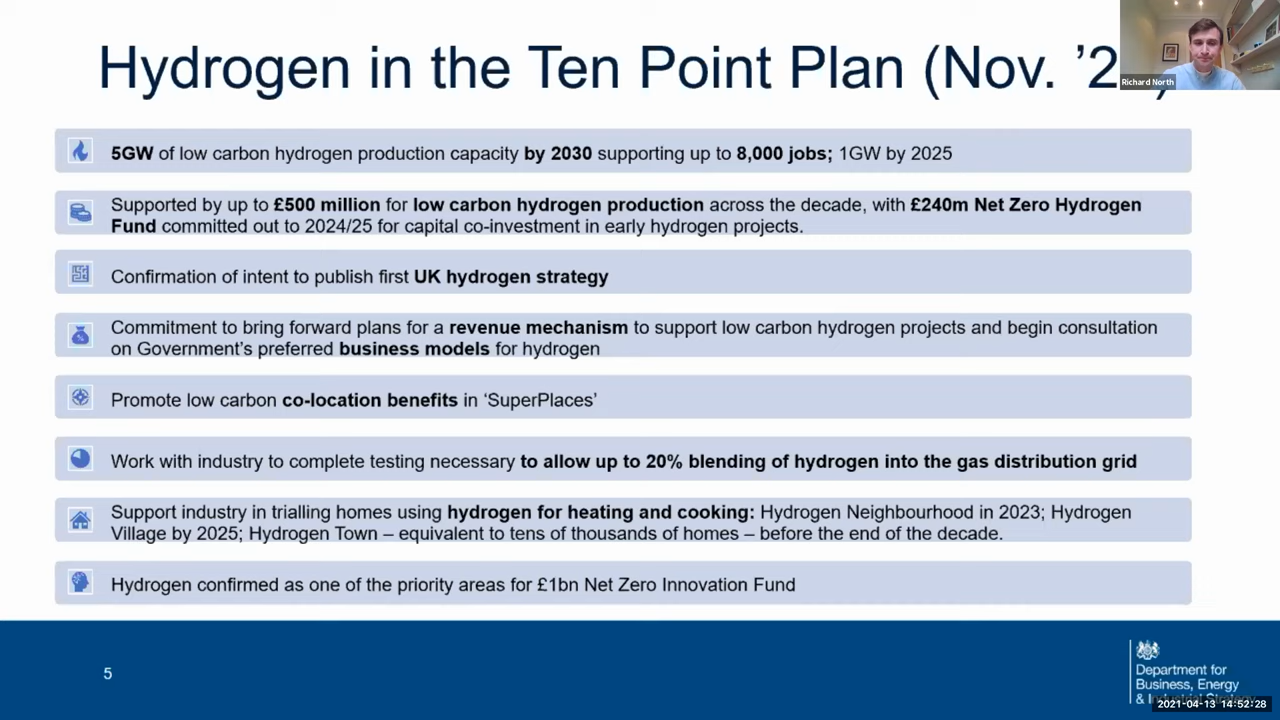 Hydrogen in the Ten Point Plan (Nov. ’2
Richard North
5GW of low carbon hydrogen production capacity by 2030 supporting up to 8,000 jobs; 1GW by 2025
Supported by up to £500 million for low carbon hydrogen production across the decade, with £240m Net Zero Hydrogen
Fund committed out to 2024/25 for capital co-investment in early hydrogen projects.
Confirmation of intent to publish first UK hydrogen strategy
Commitment to bring forward plans for a revenue mechanism to support low carbon hydrogen projects and begin consultation
on Government’s preferred business models for hydrogen
Promote low carbon co-location benefits in ‘SuperPlaces’
Work with industry to complete testing necessary to allow up to 20% blending of hydrogen into the gas distribution grid
Support industry in trialling homes using hydrogen for heating and cooking: Hydrogen Neighbourhood in 2023; Hydrogen
Village by 2025; Hydrogen Town – equivalent to tens of thousands of homes – before the end of the decade.
Hydrogen confirmed as one of the priority areas for £1bn Net Zero Innovation Fund
5
Department for
Business, Energy
& Industrial Strategy
2021-04-13 14:52:28